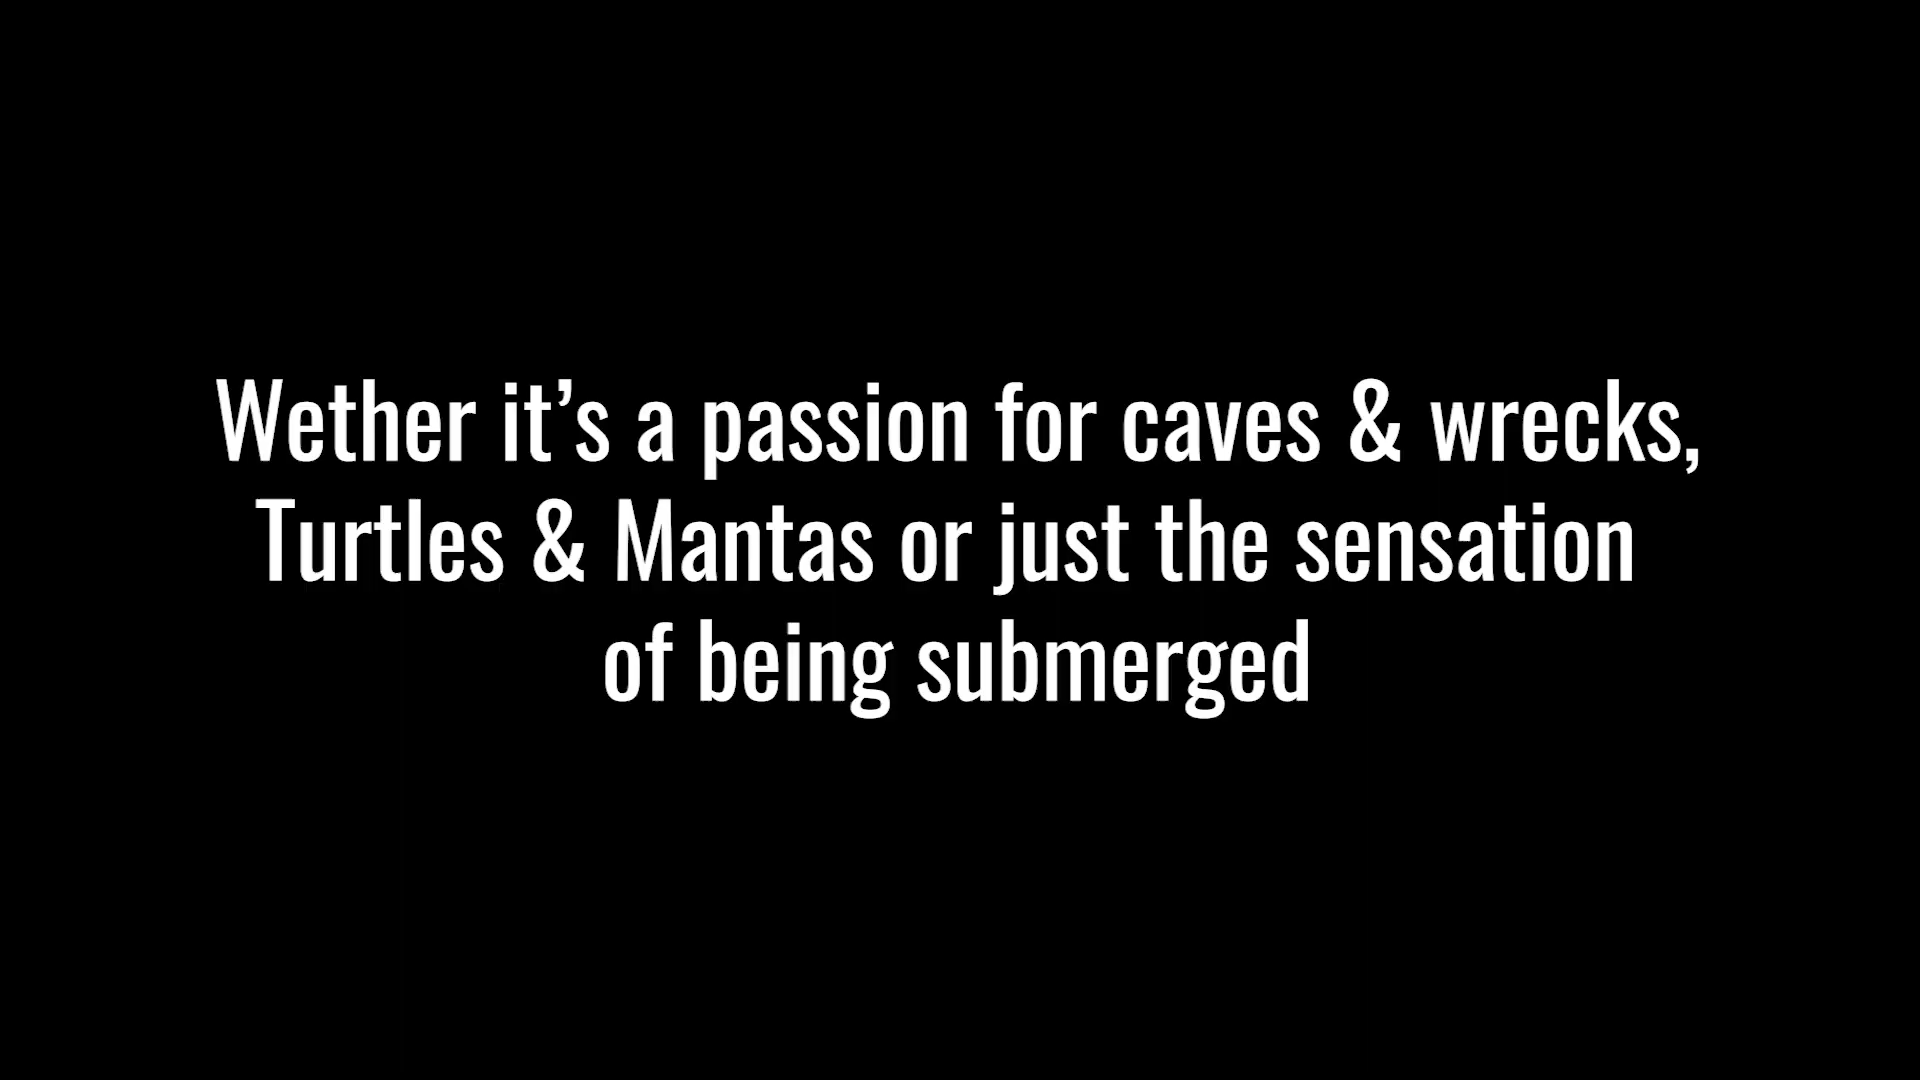 Wether it’s a passion for caves & wrecks,
Turtles & Mantas or just the sensation
of being submerged